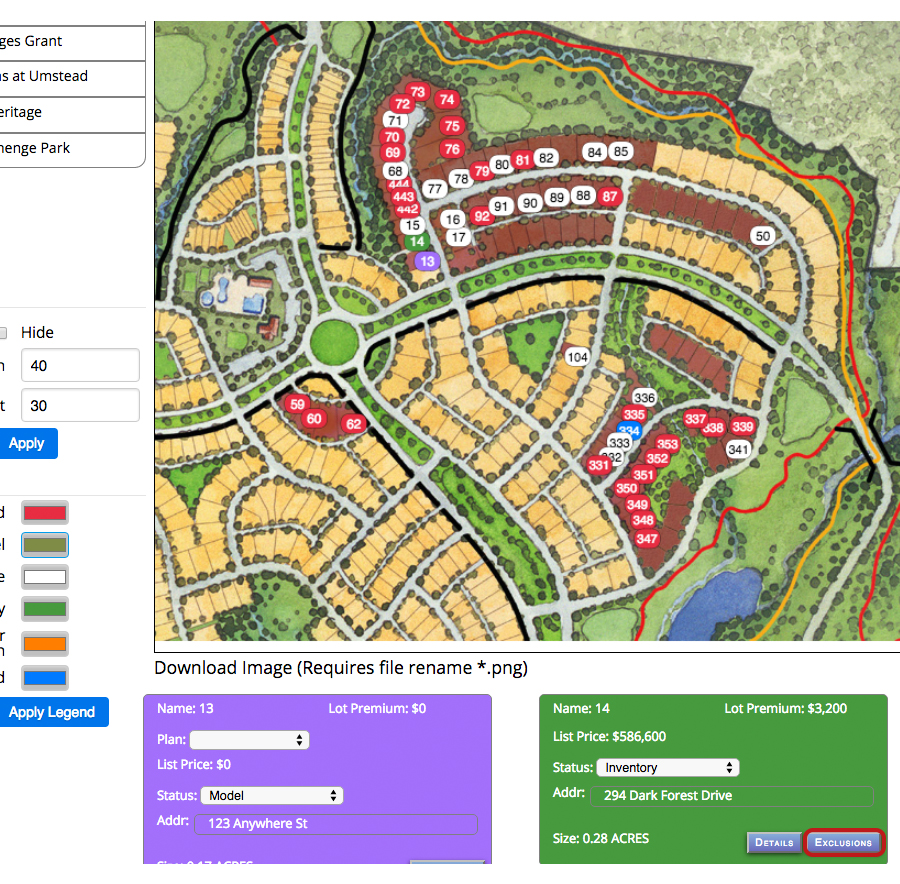 ges Grant
s at Umstead
eritage
henge Park
Hide
40
30
Apply
Apply Legend
73
74
72
71
75
70
76
69
68
79
80
81
82
84
85
78
77
444
443
442
91
90
89
88
87
15
16
92
14
17
50
13
104
336
59
60
62
335
337
334
338
339
333
353
341
332
352
331
351
350
349
348
347
Download Image (Requires file rename *.png)
Name: 13 Lot Premium: $0
Plan:
List Price: $0
Status: Model
Addr: 123 Anywhere St
Size: 0.17 ACRES
Name: 14 Lot Premium: $3,200
List Price: $586,600
Status: Inventory
Addr: 294 Dark Forest Drive
Size: 0.28 ACRES
DETAILS EXCLUSIONS